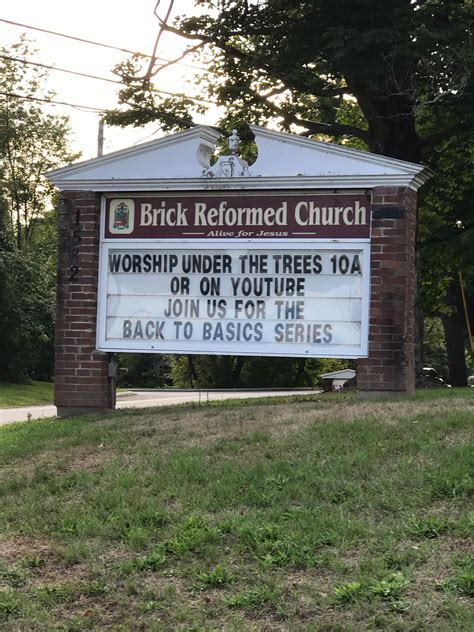 Brick Reformed Church
Alive for Jesus
1582
WORSHIP UNDER THE TREES 10A
OR ON YOUTUBE
JOIN US FOR THE
BACK TO BASICS SERIES